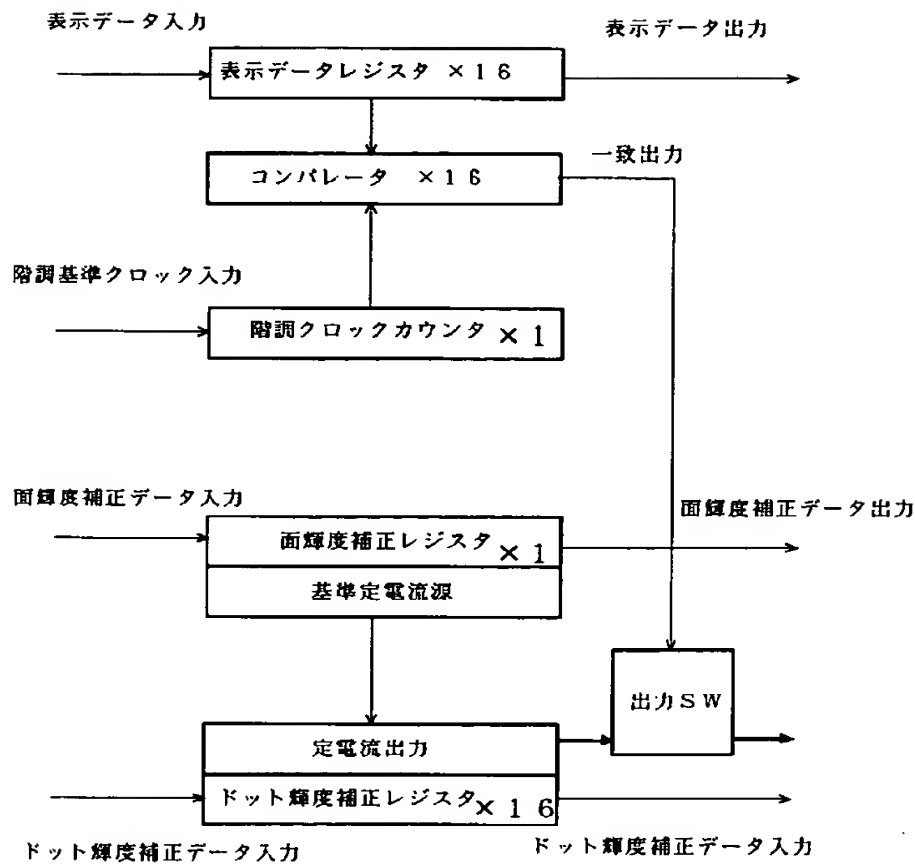 表示データ入力
表示データ出力
表示データレジスタ ×16
一致出力
コンパレータ ×16
階調基準クロック入力
階調クロックカウンタ×1
面輝度補正データ入力
面輝度補正データ出力
面輝度補正レジスタ×1
基準定電流源
出力SW
定電流出力
ドット輝度補正レジスタ×16
ドット輝度補正データ入力
ドット輝度補正データ入力